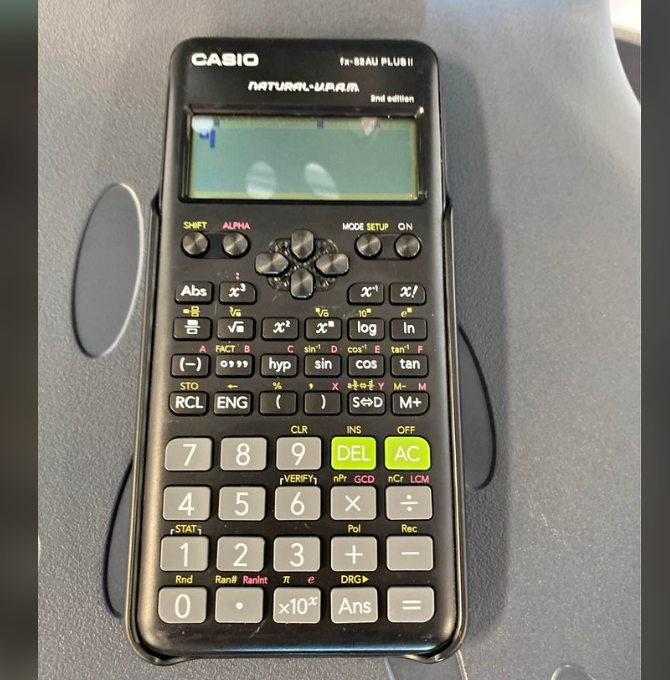 CASIO fx-82AU PLUS II
NATURAL-V.P.A.M.
2nd edition
SHIFT ALPHA MODE SETUP ON
:
Abs x³ x⁻¹ x!
³√■ ■√□ 10■ e■
√■ x² x■ log ln
A FACT B C sin⁻¹ D cos⁻¹ E tan⁻¹ F
(−) °,,, hyp sin cos tan
STO ← % , X Y M− M
RCL ENG ( ) S⇔D M+
CLR INS OFF
7 8 9 DEL AC
VERIFY nPr GCD nCr LCM
4 5 6 × ÷
STAT Pol Rec
1 2 3 + −
Rnd Ran# RanInt π e DRG▶
0 • ×10ˣ Ans =